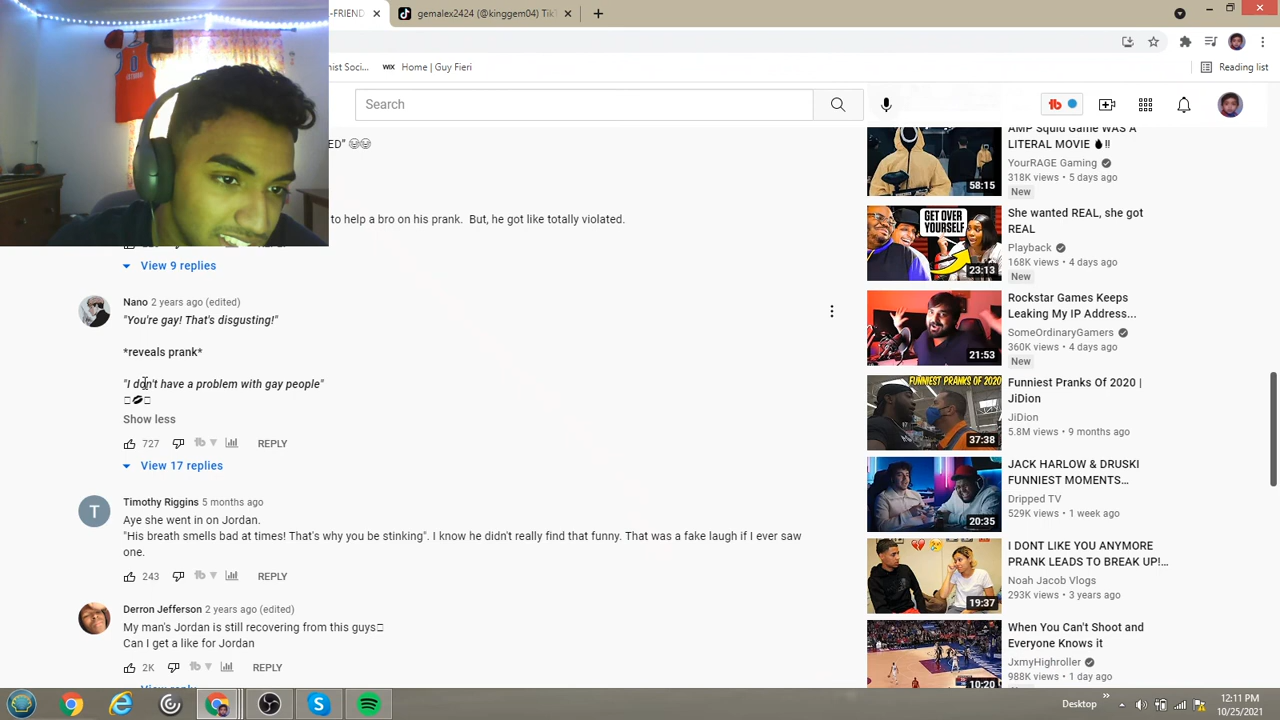 -FRIEND
gemalex2424 (@kinggem04) Tik
nist Soci...
WIX Home | Guy Fieri
Reading list
Search
ED" 😂😂
to help a bro on his prank. But, he got like totally violated.
REPLY
View 9 replies
Nano 2 years ago (edited)
"You're gay! That's disgusting!"
*reveals prank*
"I don't have a problem with gay people"
Show less
727 REPLY
View 17 replies
T
Timothy Riggins 5 months ago
Aye she went in on Jordan.
"His breath smells bad at times! That's why you be stinking". I know he didn't really find that funny. That was a fake laugh if I ever saw
one.
243 REPLY
Derron Jefferson 2 years ago (edited)
My man's Jordan is still recovering from this guys
Can I get a like for Jordan
2K REPLY
View reply
AMP Squid Game WAS A
LITERAL MOVIE 💧!!
YourRAGE Gaming
318K views • 5 days ago
New
58:15
She wanted REAL, she got
REAL
Playback
168K views • 4 days ago
New
GET OVER
YOURSELF
23:13
Rockstar Games Keeps
Leaking My IP Address...
SomeOrdinaryGamers
360K views • 4 days ago
New
21:53
Funniest Pranks Of 2020 |
JiDion
JiDion
5.8M views • 9 months ago
FUNNIEST PRANKS OF 2020
37:38
JACK HARLOW & DRUSKI
FUNNIEST MOMENTS...
Dripped TV
529K views • 1 week ago
20:35
I DONT LIKE YOU ANYMORE
PRANK LEADS TO BREAK UP!...
Noah Jacob Vlogs
293K views • 3 years ago
19:37
When You Can't Shoot and
Everyone Knows it
JxmyHighroller
988K views • 1 day ago
10:20
Desktop
12:11 PM
10/25/2021